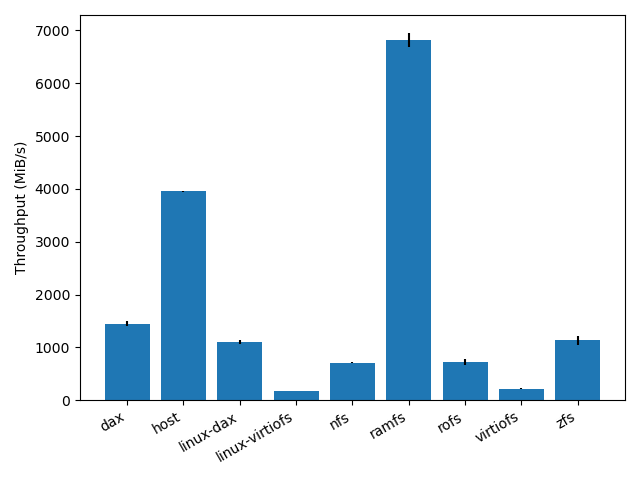 Throughput (MiB/s)
7000
6000
5000
4000
3000
2000
1000
0
dax
host
linux-dax
linux-virtiofs
nfs
ramfs
rofs
virtiofs
zfs